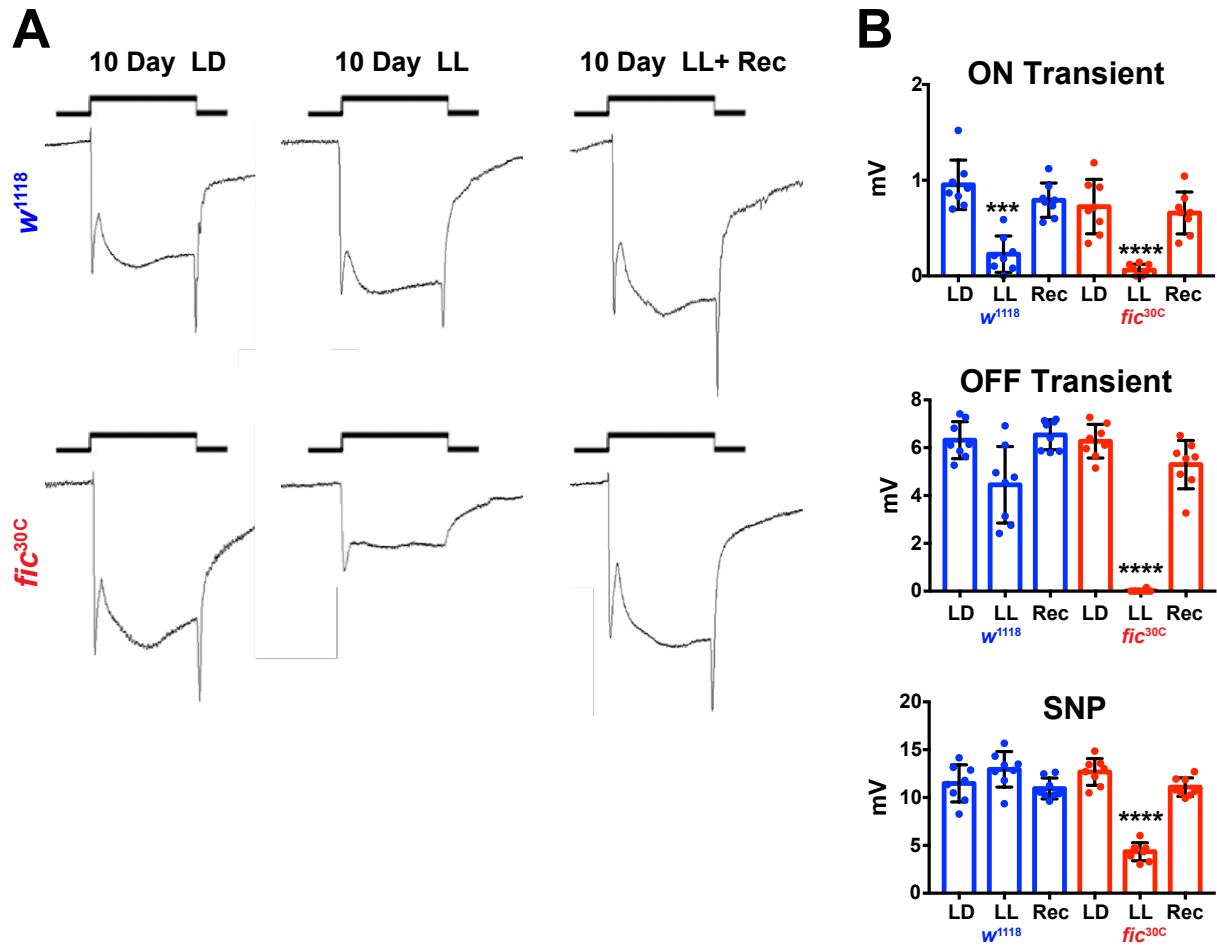 A
10 Day LD
10 Day LL
10 Day LL+ Rec
w1118
fic30C
B
ON Transient
mV
2
1
0
***
****
LD LL Rec LD LL Rec
w1118 fic30C
OFF Transient
mV
8
6
4
2
0
****
LD LL Rec LD LL Rec
w1118 fic30C
SNP
mV
20
15
10
5
0
****
LD LL Rec LD LL Rec
w1118 fic30C